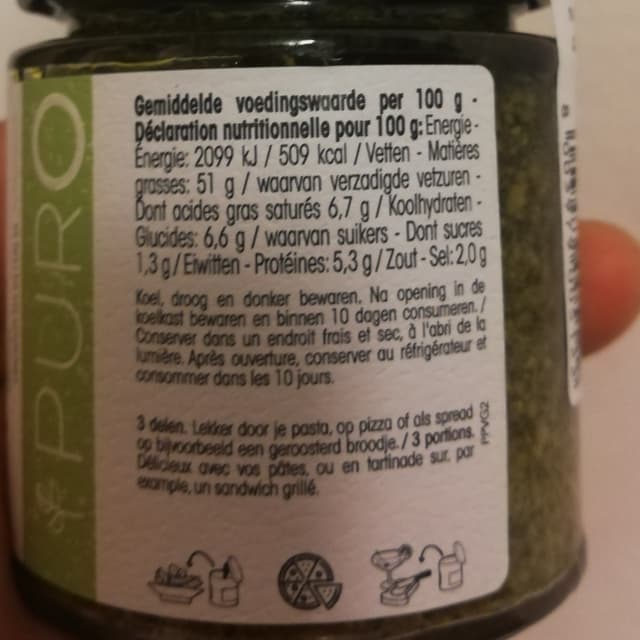 PURO
Gemiddelde voedingswaarde per 100 g -
Déclaration nutritionnelle pour 100 g: Energie -
Énergie: 2099 kJ / 509 kcal / Vetten - Matières
grasses: 51 g / waarvan verzadigde vetzuren -
Dont acides gras saturés 6,7 g / Koolhydraten -
Glucides: 6,6 g / waarvan suikers - Dont sucres
1,3 g / Eiwitten - Protéines: 5,3 g / Zout - Sel: 2,0 g
Koel, droog en donker bewaren. Na opening in de
koelkast bewaren en binnen 10 dagen consumeren. /
Conserver dans un endroit frais et sec, à l'abri de la
lumière. Après ouverture, conserver au réfrigérateur et
consommer dans les 10 jours.
3 delen. Lekker door je pasta, op pizza of als spread
op bijvoorbeeld een geroosterd broodje. / 3 portions.
Délicieux avec vos pâtes, ou en tartinade sur, par
example, un sandwich grillé.
PPVG2